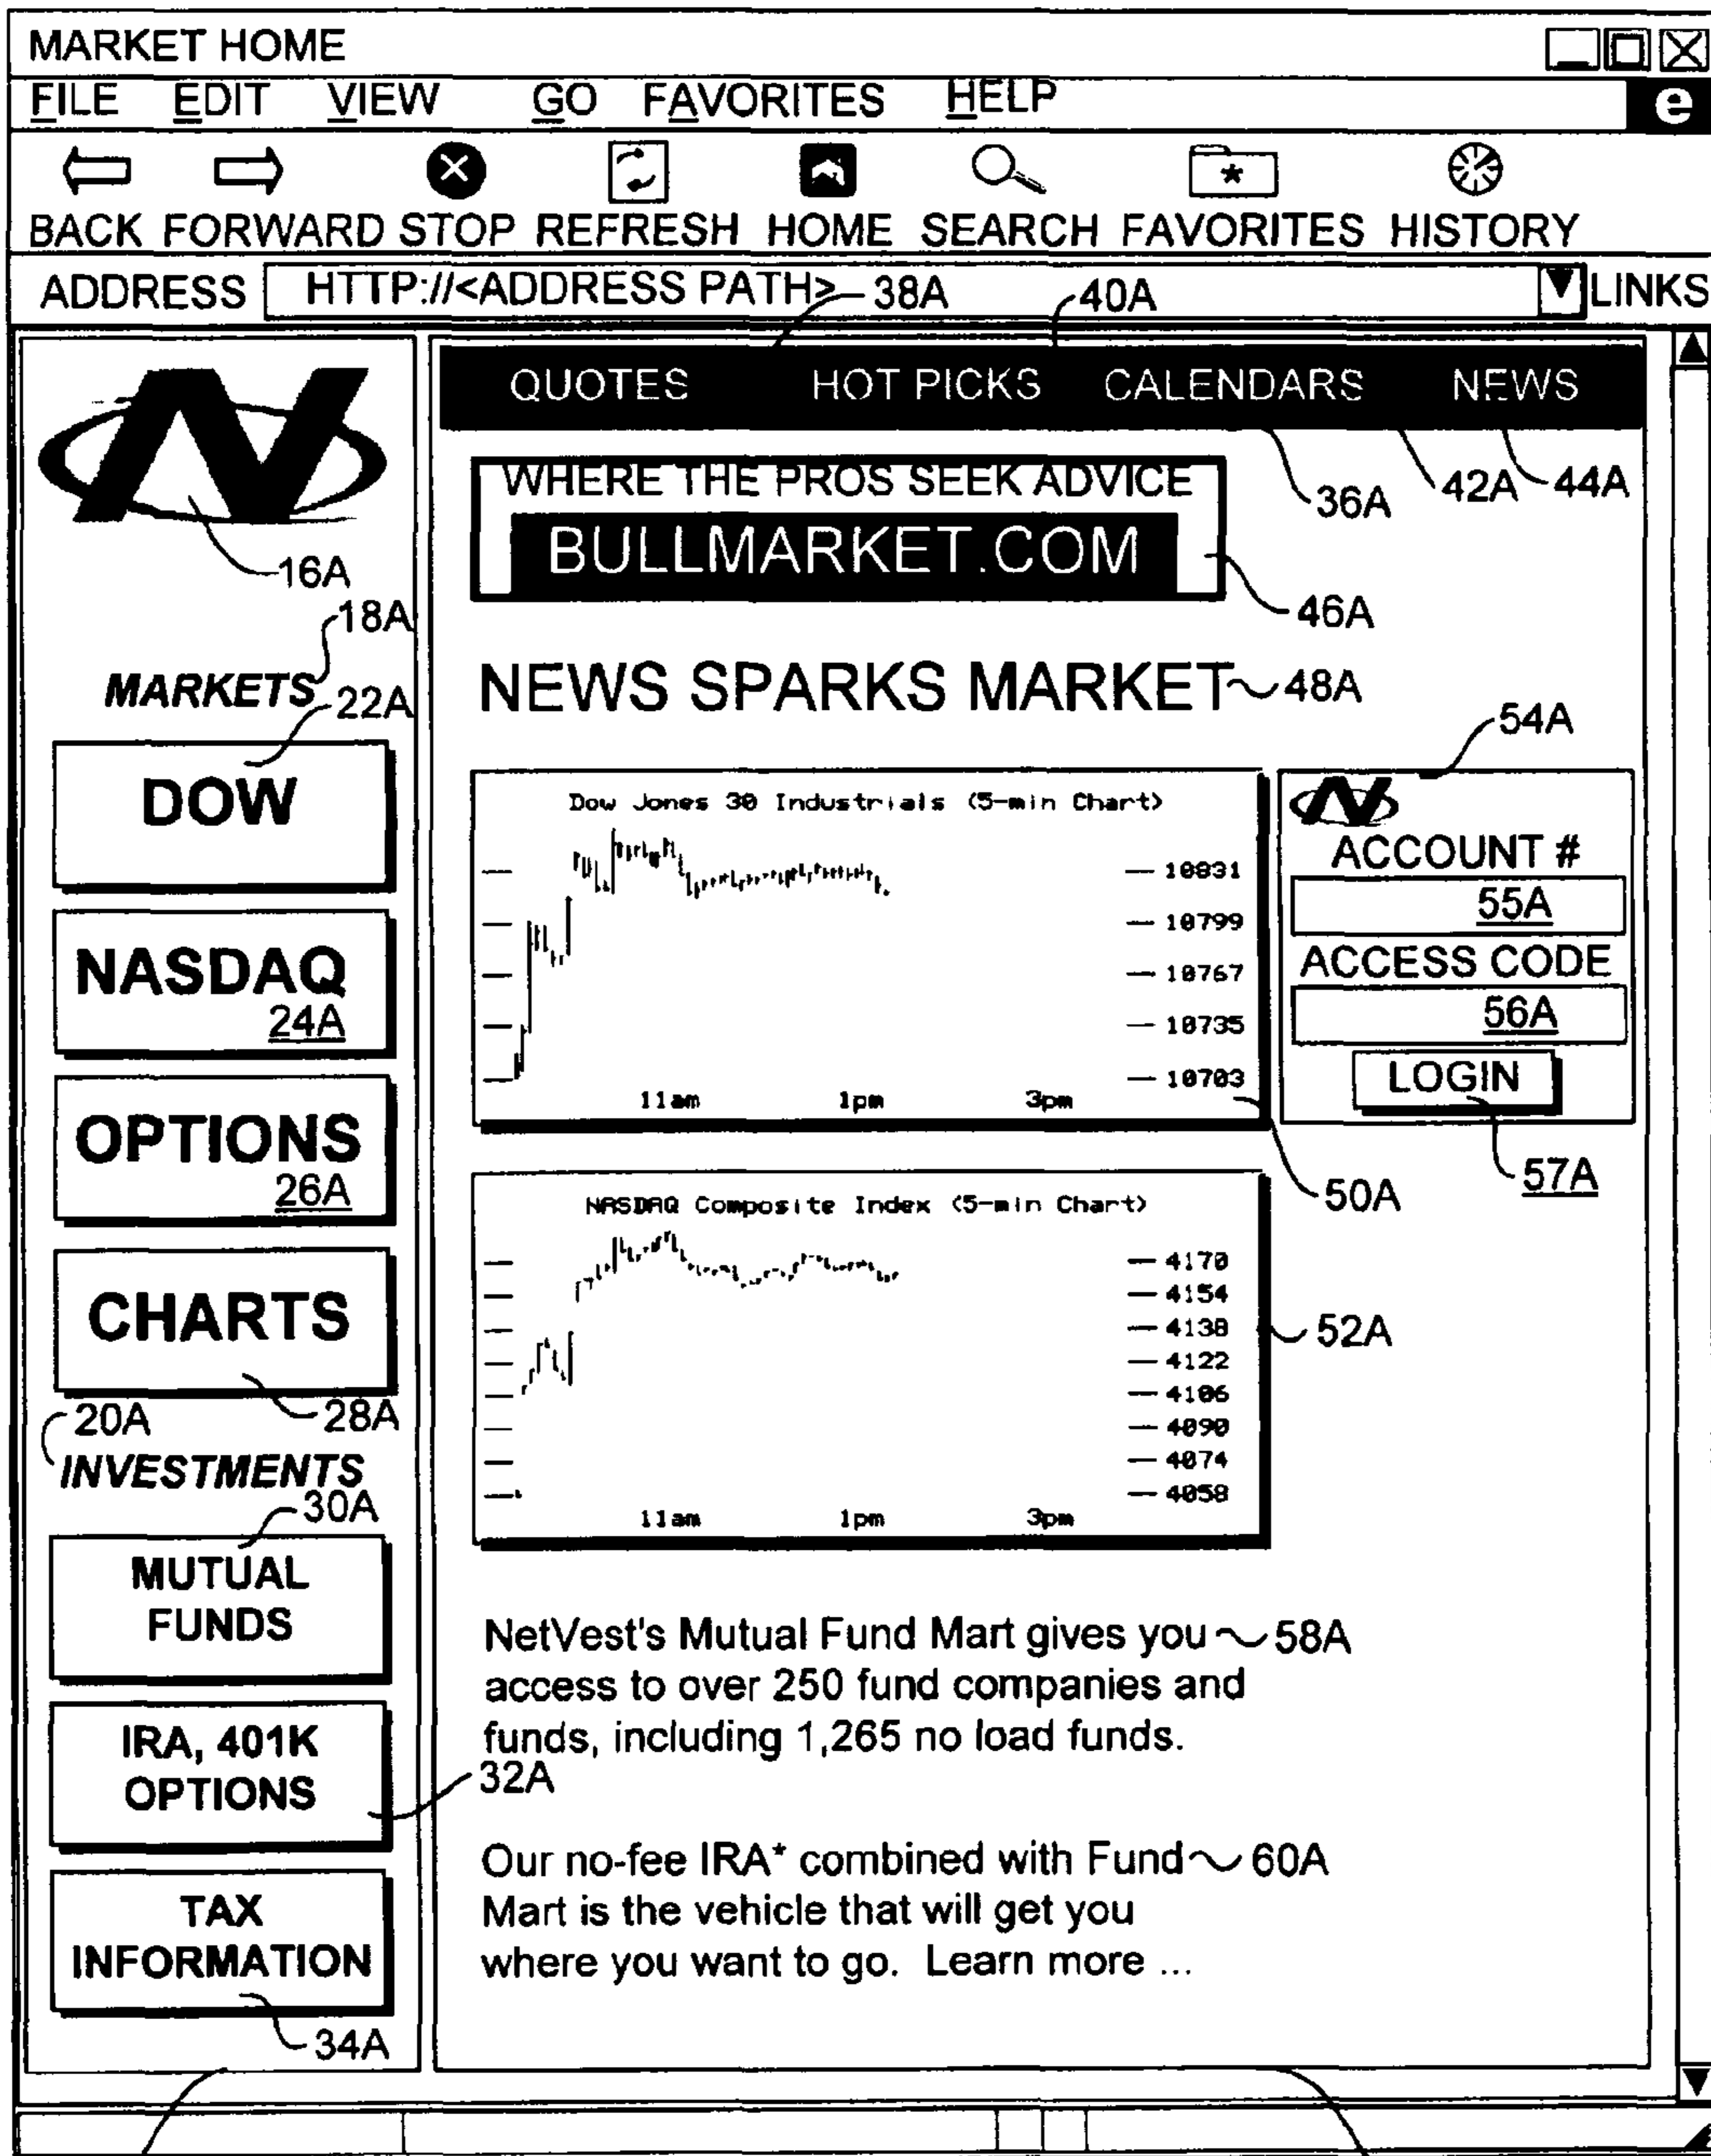 MARKET HOME
FILE EDIT VIEW GO FAVORITES HELP
e
BACK FORWARD STOP REFRESH HOME SEARCH FAVORITES HISTORY
ADDRESS HTTP://<ADDRESS PATH> LINKS
38A 40A
QUOTES HOT PICKS CALENDARS NEWS
36A 42A 44A
N
16A
WHERE THE PROS SEEK ADVICE
BULLMARKET.COM
46A
18A
MARKETS
22A
DOW
NASDAQ
24A
OPTIONS
26A
CHARTS
28A
20A
INVESTMENTS
30A
MUTUAL
FUNDS
IRA, 401K
OPTIONS
32A
TAX
INFORMATION
34A
NEWS SPARKS MARKET 48A
Dow Jones 30 Industrials (5-min Chart)
10831
10799
10767
10735
10703
11am 1pm 3pm
50A
54A
N
ACCOUNT #
55A
ACCESS CODE
56A
LOGIN
57A
NASDAQ Composite Index (5-min Chart)
4170
4154
4138
4122
4106
4090
4074
4058
11am 1pm 3pm
52A
NetVest's Mutual Fund Mart gives you 58A
access to over 250 fund companies and
funds, including 1,265 no load funds.
Our no-fee IRA* combined with Fund 60A
Mart is the vehicle that will get you
where you want to go. Learn more ...